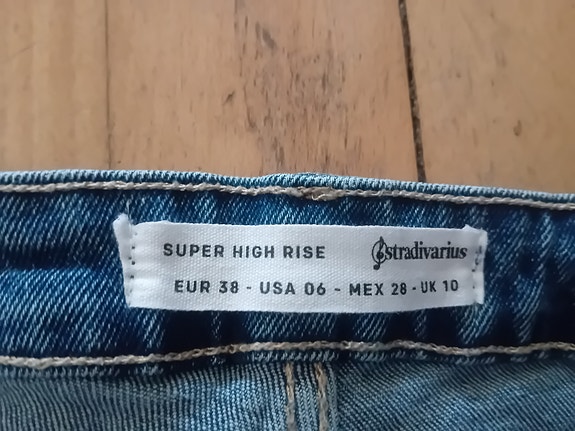 SUPER HIGH RISE stradivarius
EUR 38 - USA 06 - MEX 28 - UK 10